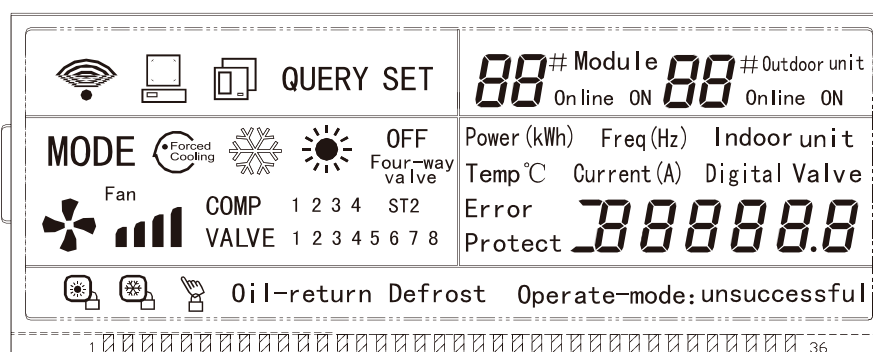 QUERY SET
88# Module 88# Outdoor unit
Online ON Online ON
MODE Forced Cooling OFF
Four-way valve
Power(kWh) Freq(Hz) Indoor unit
Temp℃ Current(A) Digital Valve
Fan
COMP 1 2 3 4 ST2
VALVE 1 2 3 4 5 6 7 8
Error
Protect 88888.8
Oil-return Defrost Operate-mode:unsuccessful
1 36